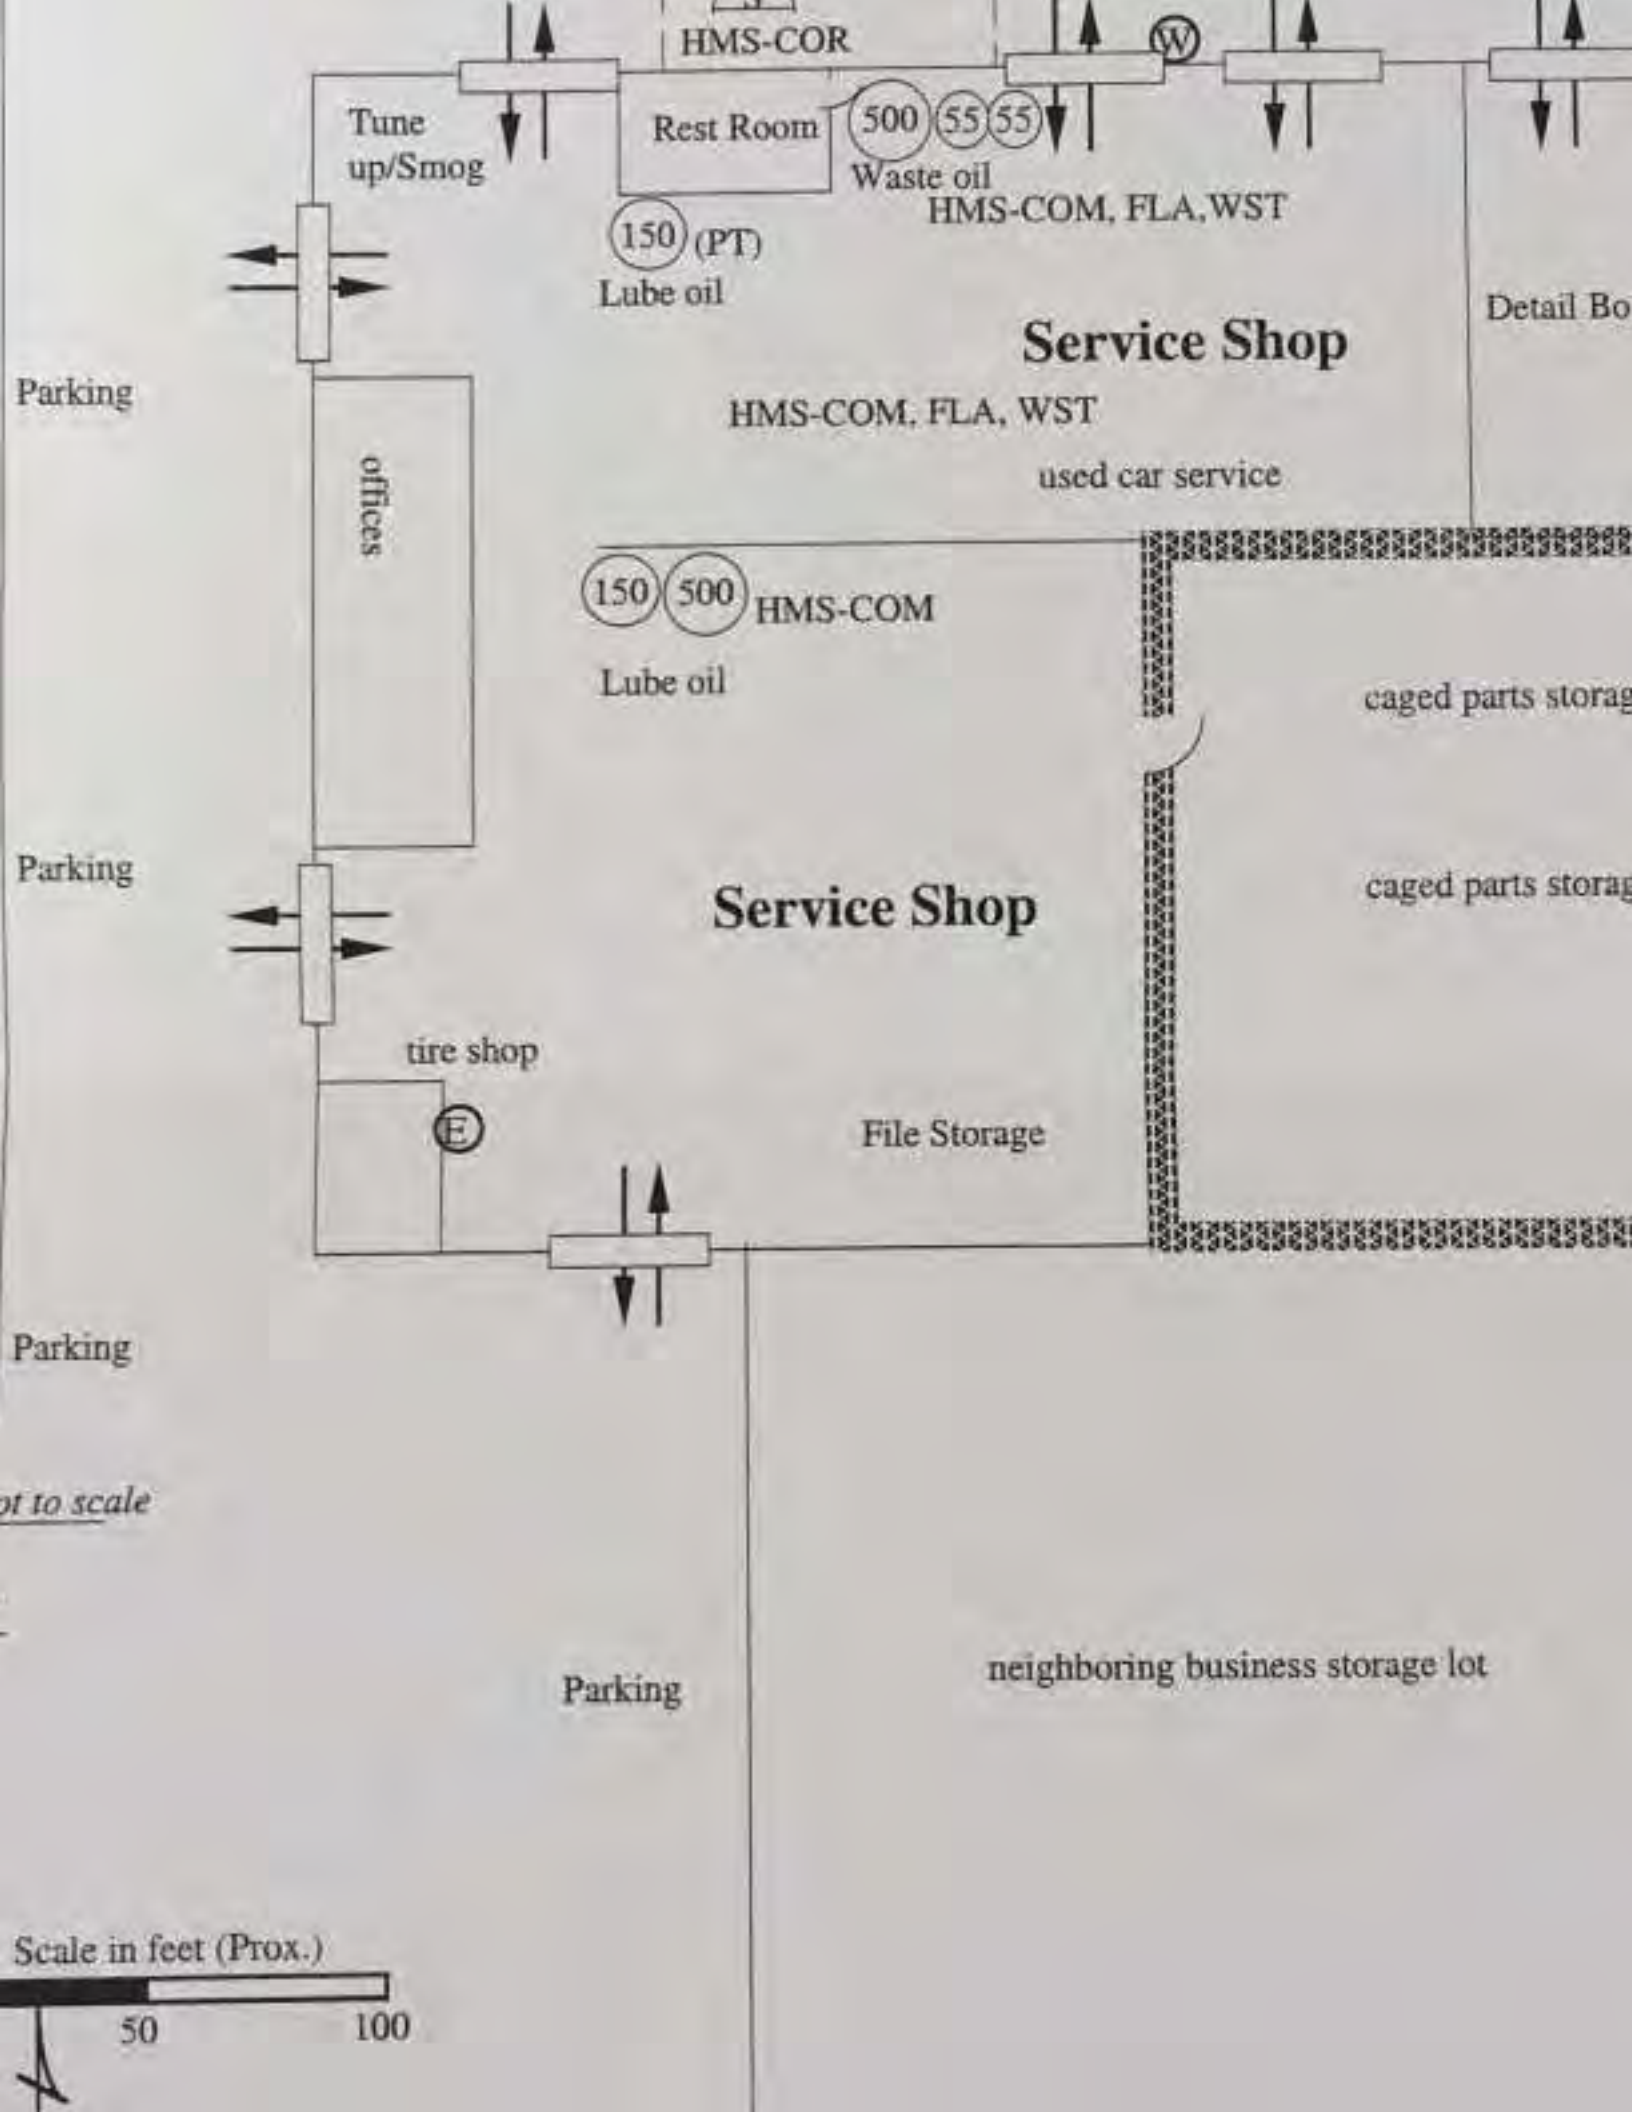 HMS-COR
W
Tune
up/Smog
Rest Room
500
55
55
Waste oil
HMS-COM, FLA,WST
150
(PT)
Lube oil
Service Shop
Detail Bo
Parking
HMS-COM, FLA, WST
used car service
offices
150
500
HMS-COM
Lube oil
caged parts storag
Parking
Service Shop
caged parts storag
tire shop
E
File Storage
Parking
ot to scale
Parking
neighboring business storage lot
Scale in feet (Prox.)
50
100